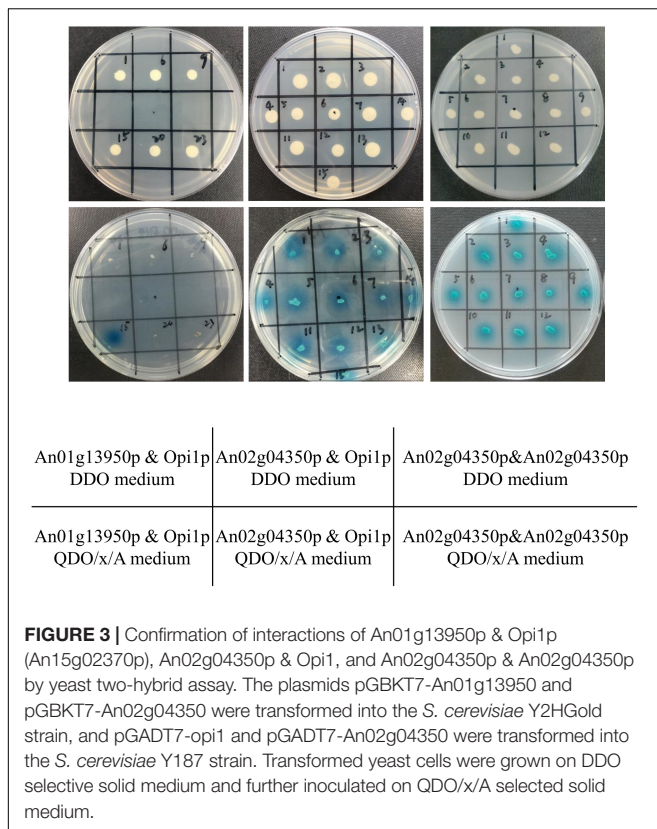 1 6 9
15 20 23
1 2 3
4 5 6 7 14
11 12 13
15
1
2 3 4
5 6 7 8 9
10 11 12
6
15 20 23
1 2 3
4 5 6 7
11 12 13
15
1
2 3 4
5 6 7 8 9
10 11 12
An01g13950p & Opi1p An02g04350p & Opi1p An02g04350p&An02g04350p
DDO medium DDO medium DDO medium
An01g13950p & Opi1p An02g04350p & Opi1p An02g04350p&An02g04350p
QDO/x/A medium QDO/x/A medium QDO/x/A medium
FIGURE 3 | Confirmation of interactions of An01g13950p & Opi1p
(An15g02370p), An02g04350p & Opi1, and An02g04350p & An02g04350p
by yeast two-hybrid assay. The plasmids pGBKT7-An01g13950 and
pGBKT7-An02g04350 were transformed into the S. cerevisiae Y2HGold
strain, and pGADT7-opi1 and pGADT7-An02g04350 were transformed into
the S. cerevisiae Y187 strain. Transformed yeast cells were grown on DDO
selective solid medium and further inoculated on QDO/x/A selected solid
medium.